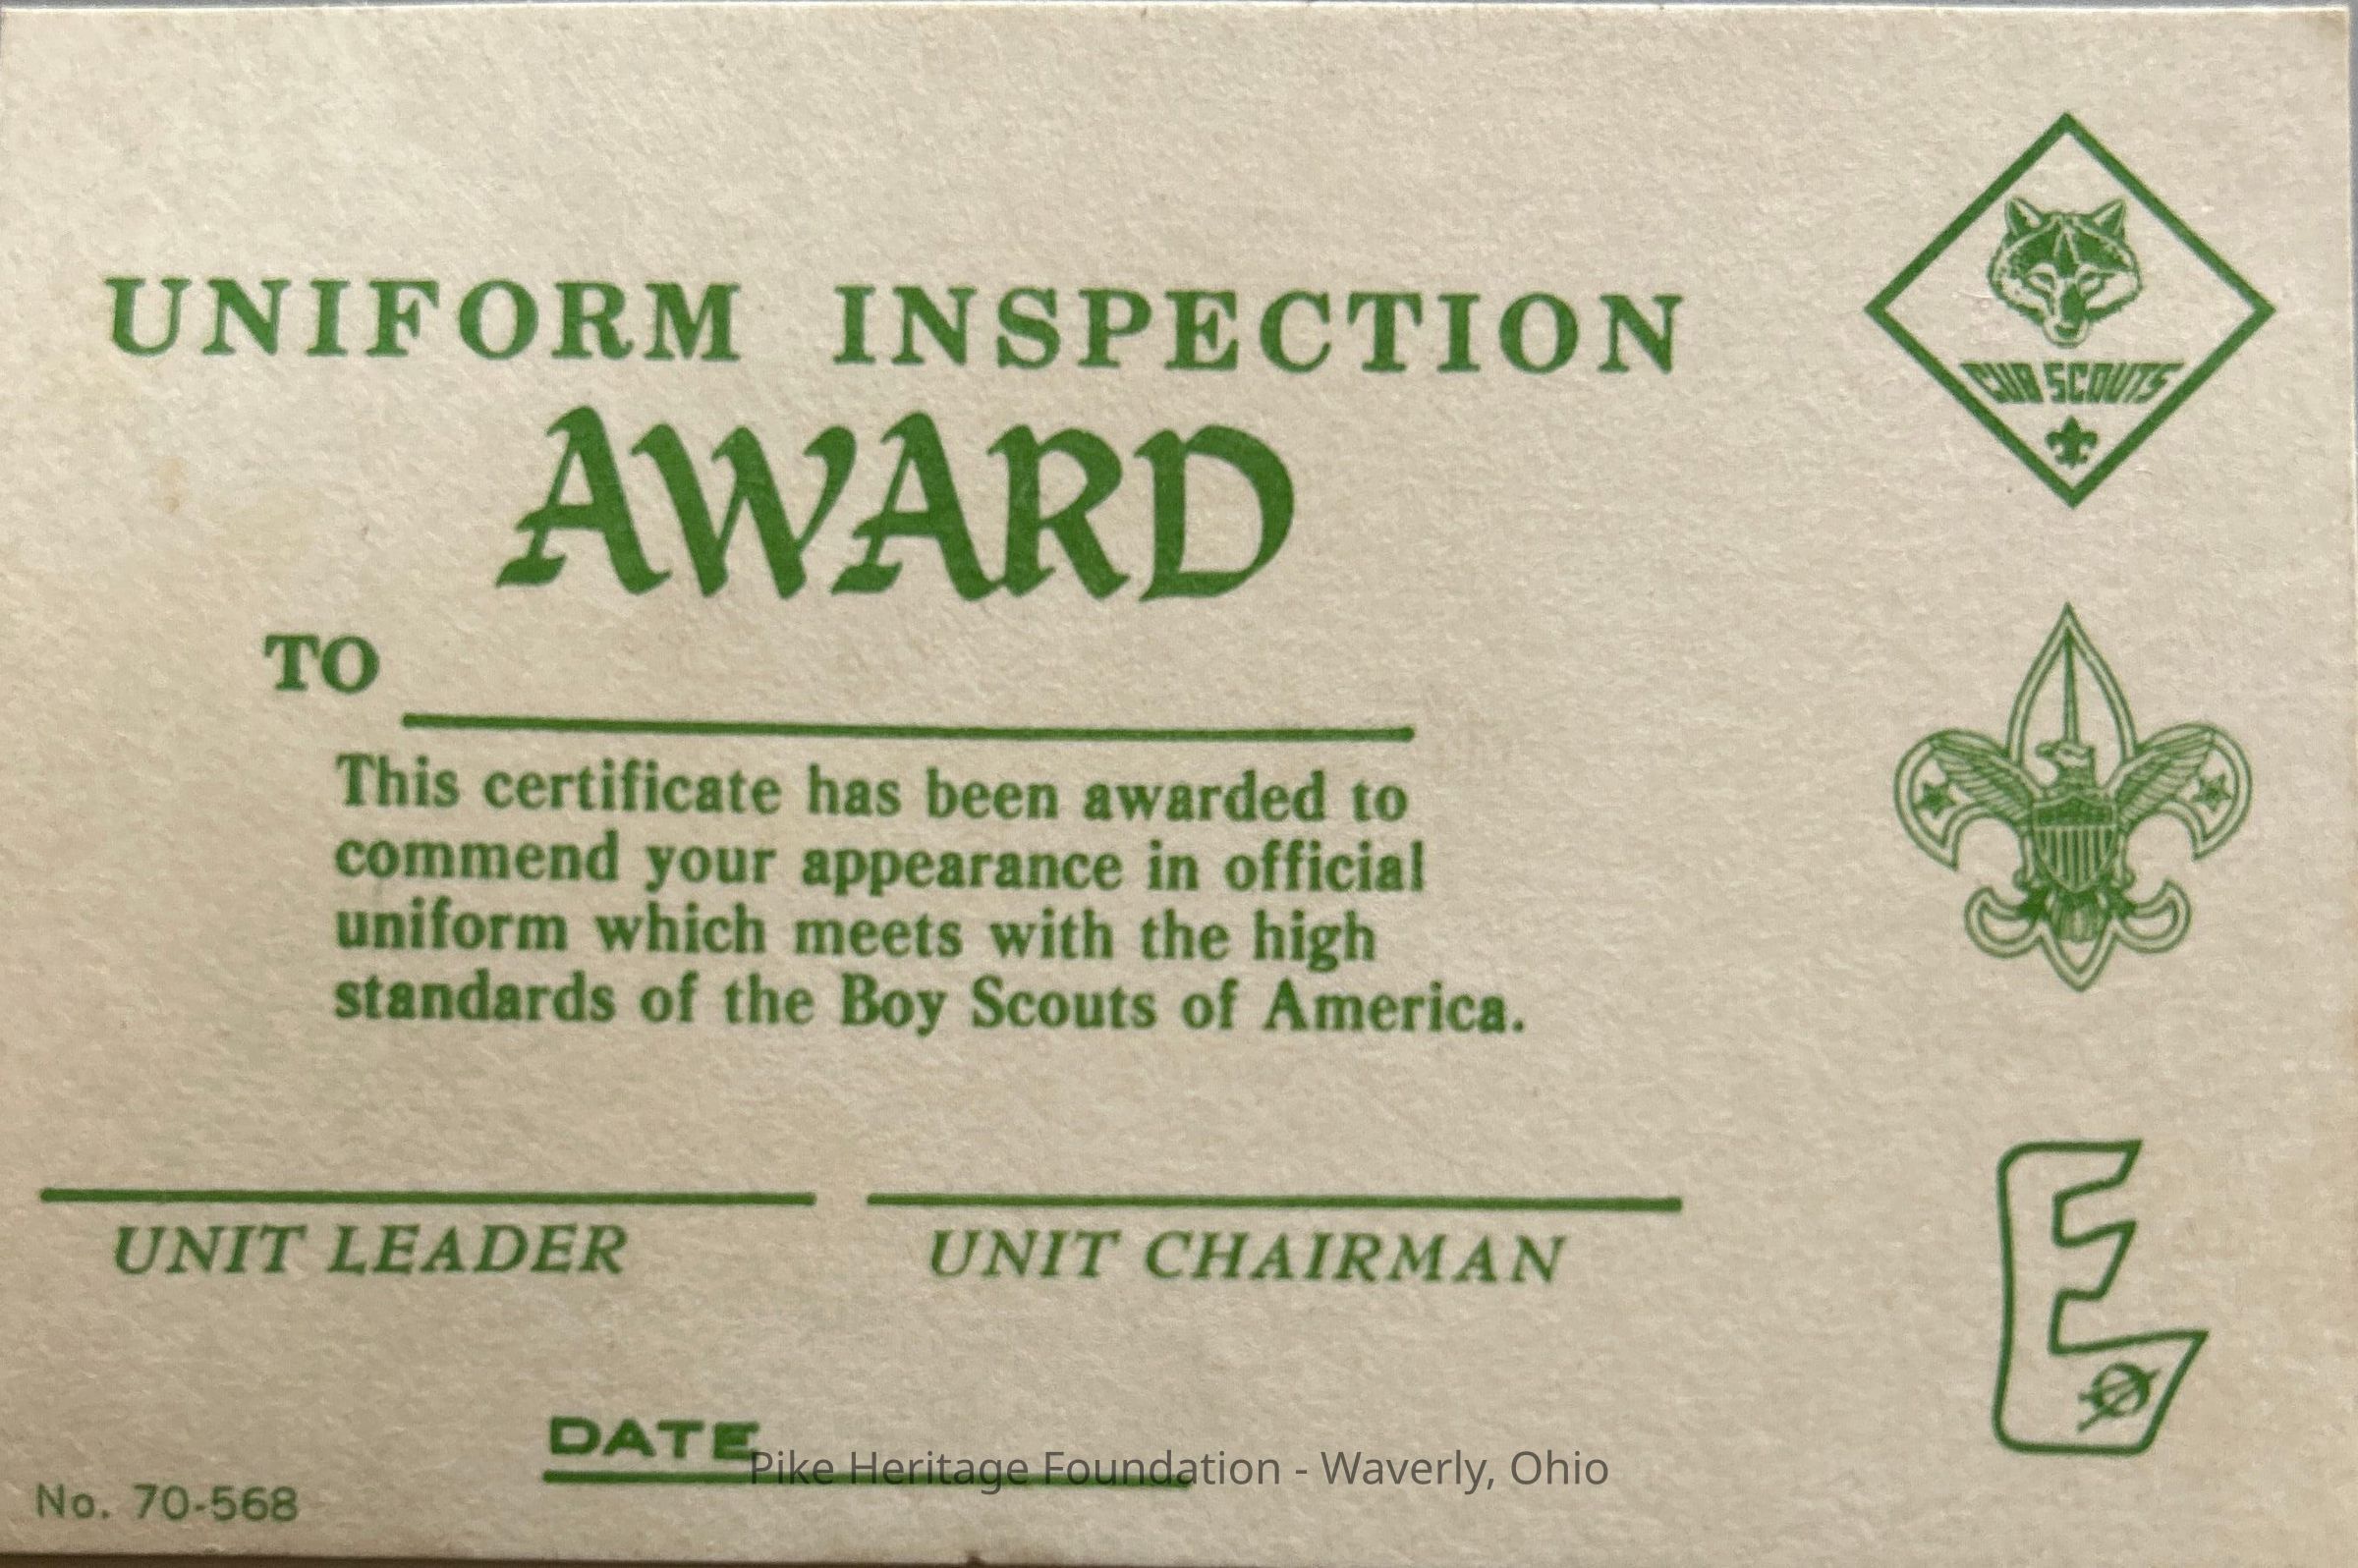 UNIFORM INSPECTION
AWARD
TO
This certificate has been awarded to
commend your appearance in official
uniform which meets with the high
standards of the Boy Scouts of America.
UNIT LEADER
UNIT CHAIRMAN
DATE
No. 70-568
CUB SCOUTS
E
Pike Heritage Foundation - Waverly, Ohio